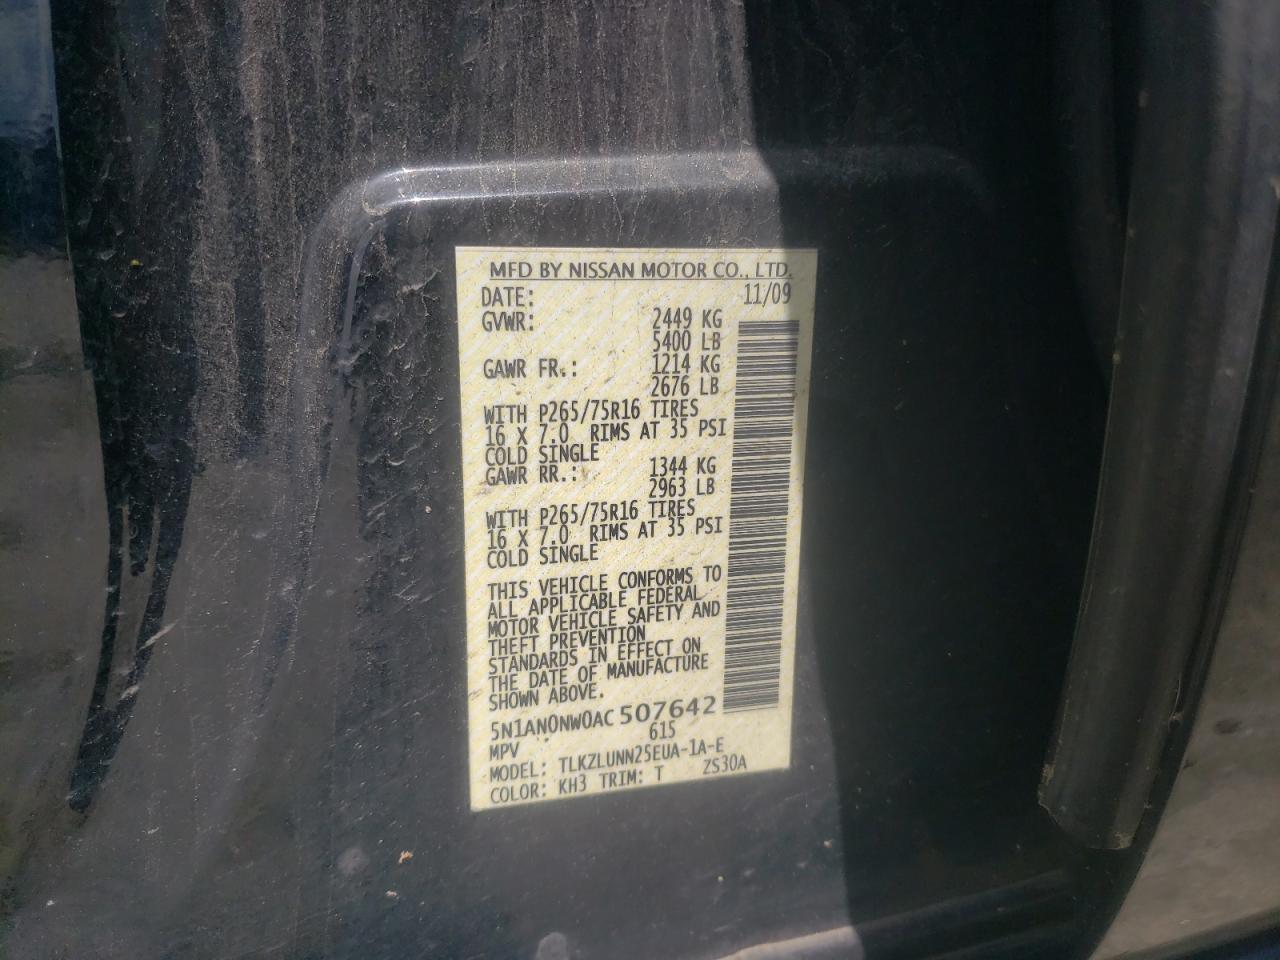 MFD BY NISSAN MOTOR CO., LTD.
DATE: 11/09
GVWR: 2449 KG
5400 LB
GAWR FR.: 1214 KG
2676 LB
WITH P265/75R16 TIRES
16 X 7.0 RIMS AT 35 PSI
COLD SINGLE
GAWR RR.: 1344 KG
2963 LB
WITH P265/75R16 TIRES
16 X 7.0 RIMS AT 35 PSI
COLD SINGLE
THIS VEHICLE CONFORMS TO
ALL APPLICABLE FEDERAL
MOTOR VEHICLE SAFETY AND
THEFT PREVENTION
STANDARDS IN EFFECT ON
THE DATE OF MANUFACTURE
SHOWN ABOVE.
5N1AN0NW0AC507642
MPV 615
MODEL: TLKZLUNN25EUA-1A-E
COLOR: KH3 TRIM: T ZS30A